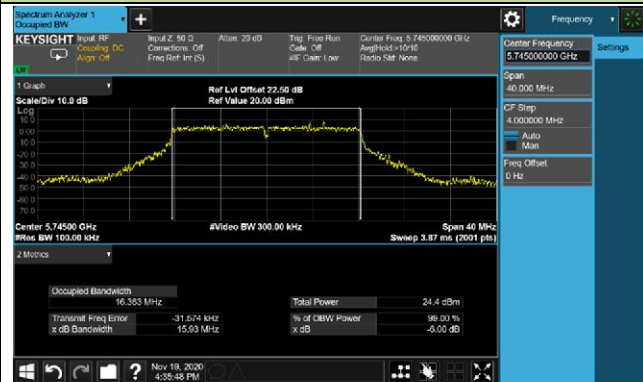 Spectrum Analyzer 1
Occupied BW
Frequency
KEYSIGHT
Input: RF
Coupling: DC
Align: Off
Input Z: 50 Ω
Corrections: Off
Freq Ref: Int (S)
Atten: 20 dB
Trig: Free Run
Gate: Off
#IF Gain: Low
Center Freq: 5.745000000 GHz
Avg|Hold:>10/10
Radio Std: None
Center Frequency
5.745000000 GHz
Settings
Span
40.000 MHz
CF Step
4.000000 MHz
Auto
Man
Freq Offset
0 Hz
1 Graph
Scale/Div 10.0 dB
Ref Lvl Offset 22.50 dB
Ref Value 20.00 dBm
Log
10.0
0.00
-10.0
-20.0
-30.0
-40.0
-50.0
-60.0
-70.0
Center 5.74500 GHz
#Res BW 100.00 kHz
#Video BW 300.00 kHz
Span 40 MHz
Sweep 3.87 ms (2001 pts)
2 Metrics
Occupied Bandwidth
16.363 MHz
Total Power
24.4 dBm
Transmit Freq Error
-31.574 kHz
% of OBW Power
99.00 %
x dB Bandwidth
15.93 MHz
x dB
-6.00 dB
?
Nov 19, 2020
4:35:48 PM